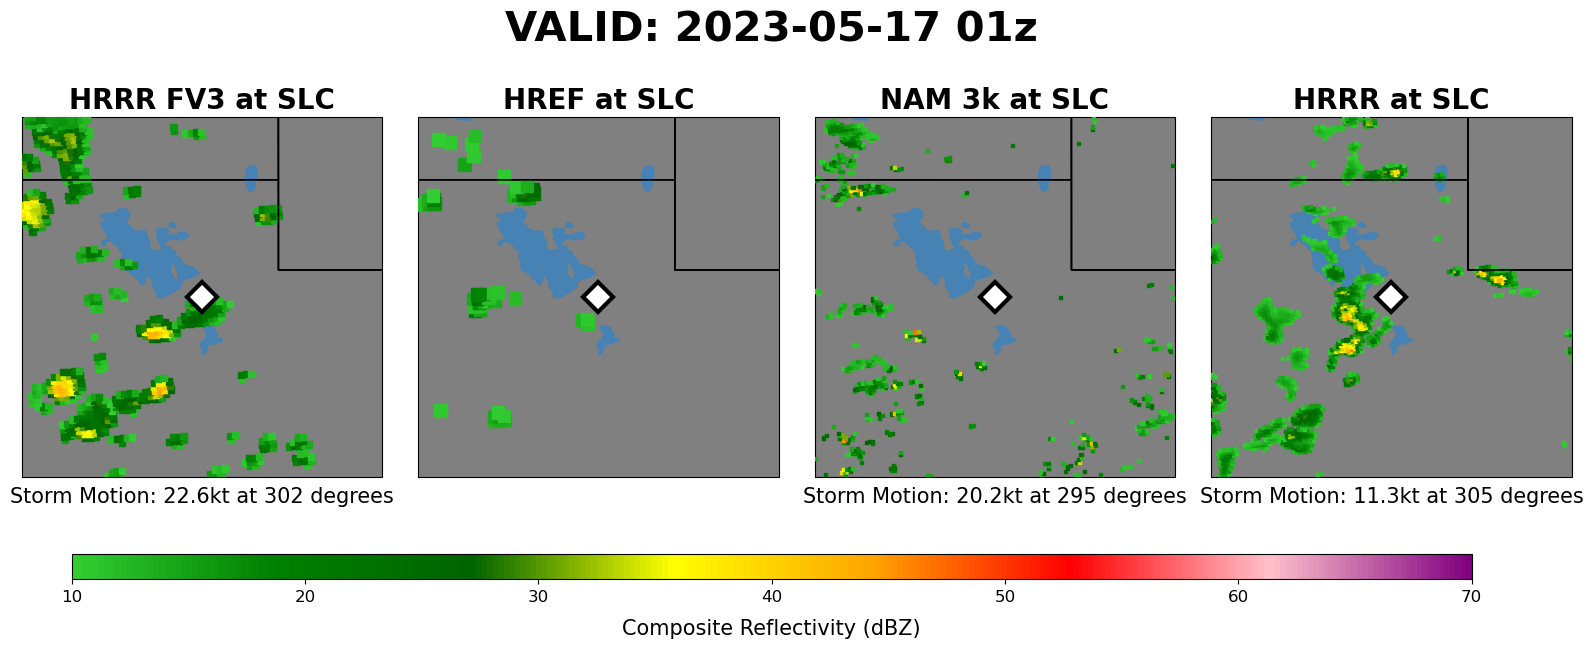 VALID: 2023-05-17 01z
HRRR FV3 at SLC
HREF at SLC
NAM 3k at SLC
HRRR at SLC
Storm Motion: 22.6kt at 302 degrees
Storm Motion: 20.2kt at 295 degrees
Storm Motion: 11.3kt at 305 degrees
10 20 30 40 50 60 70
Composite Reflectivity (dBZ)